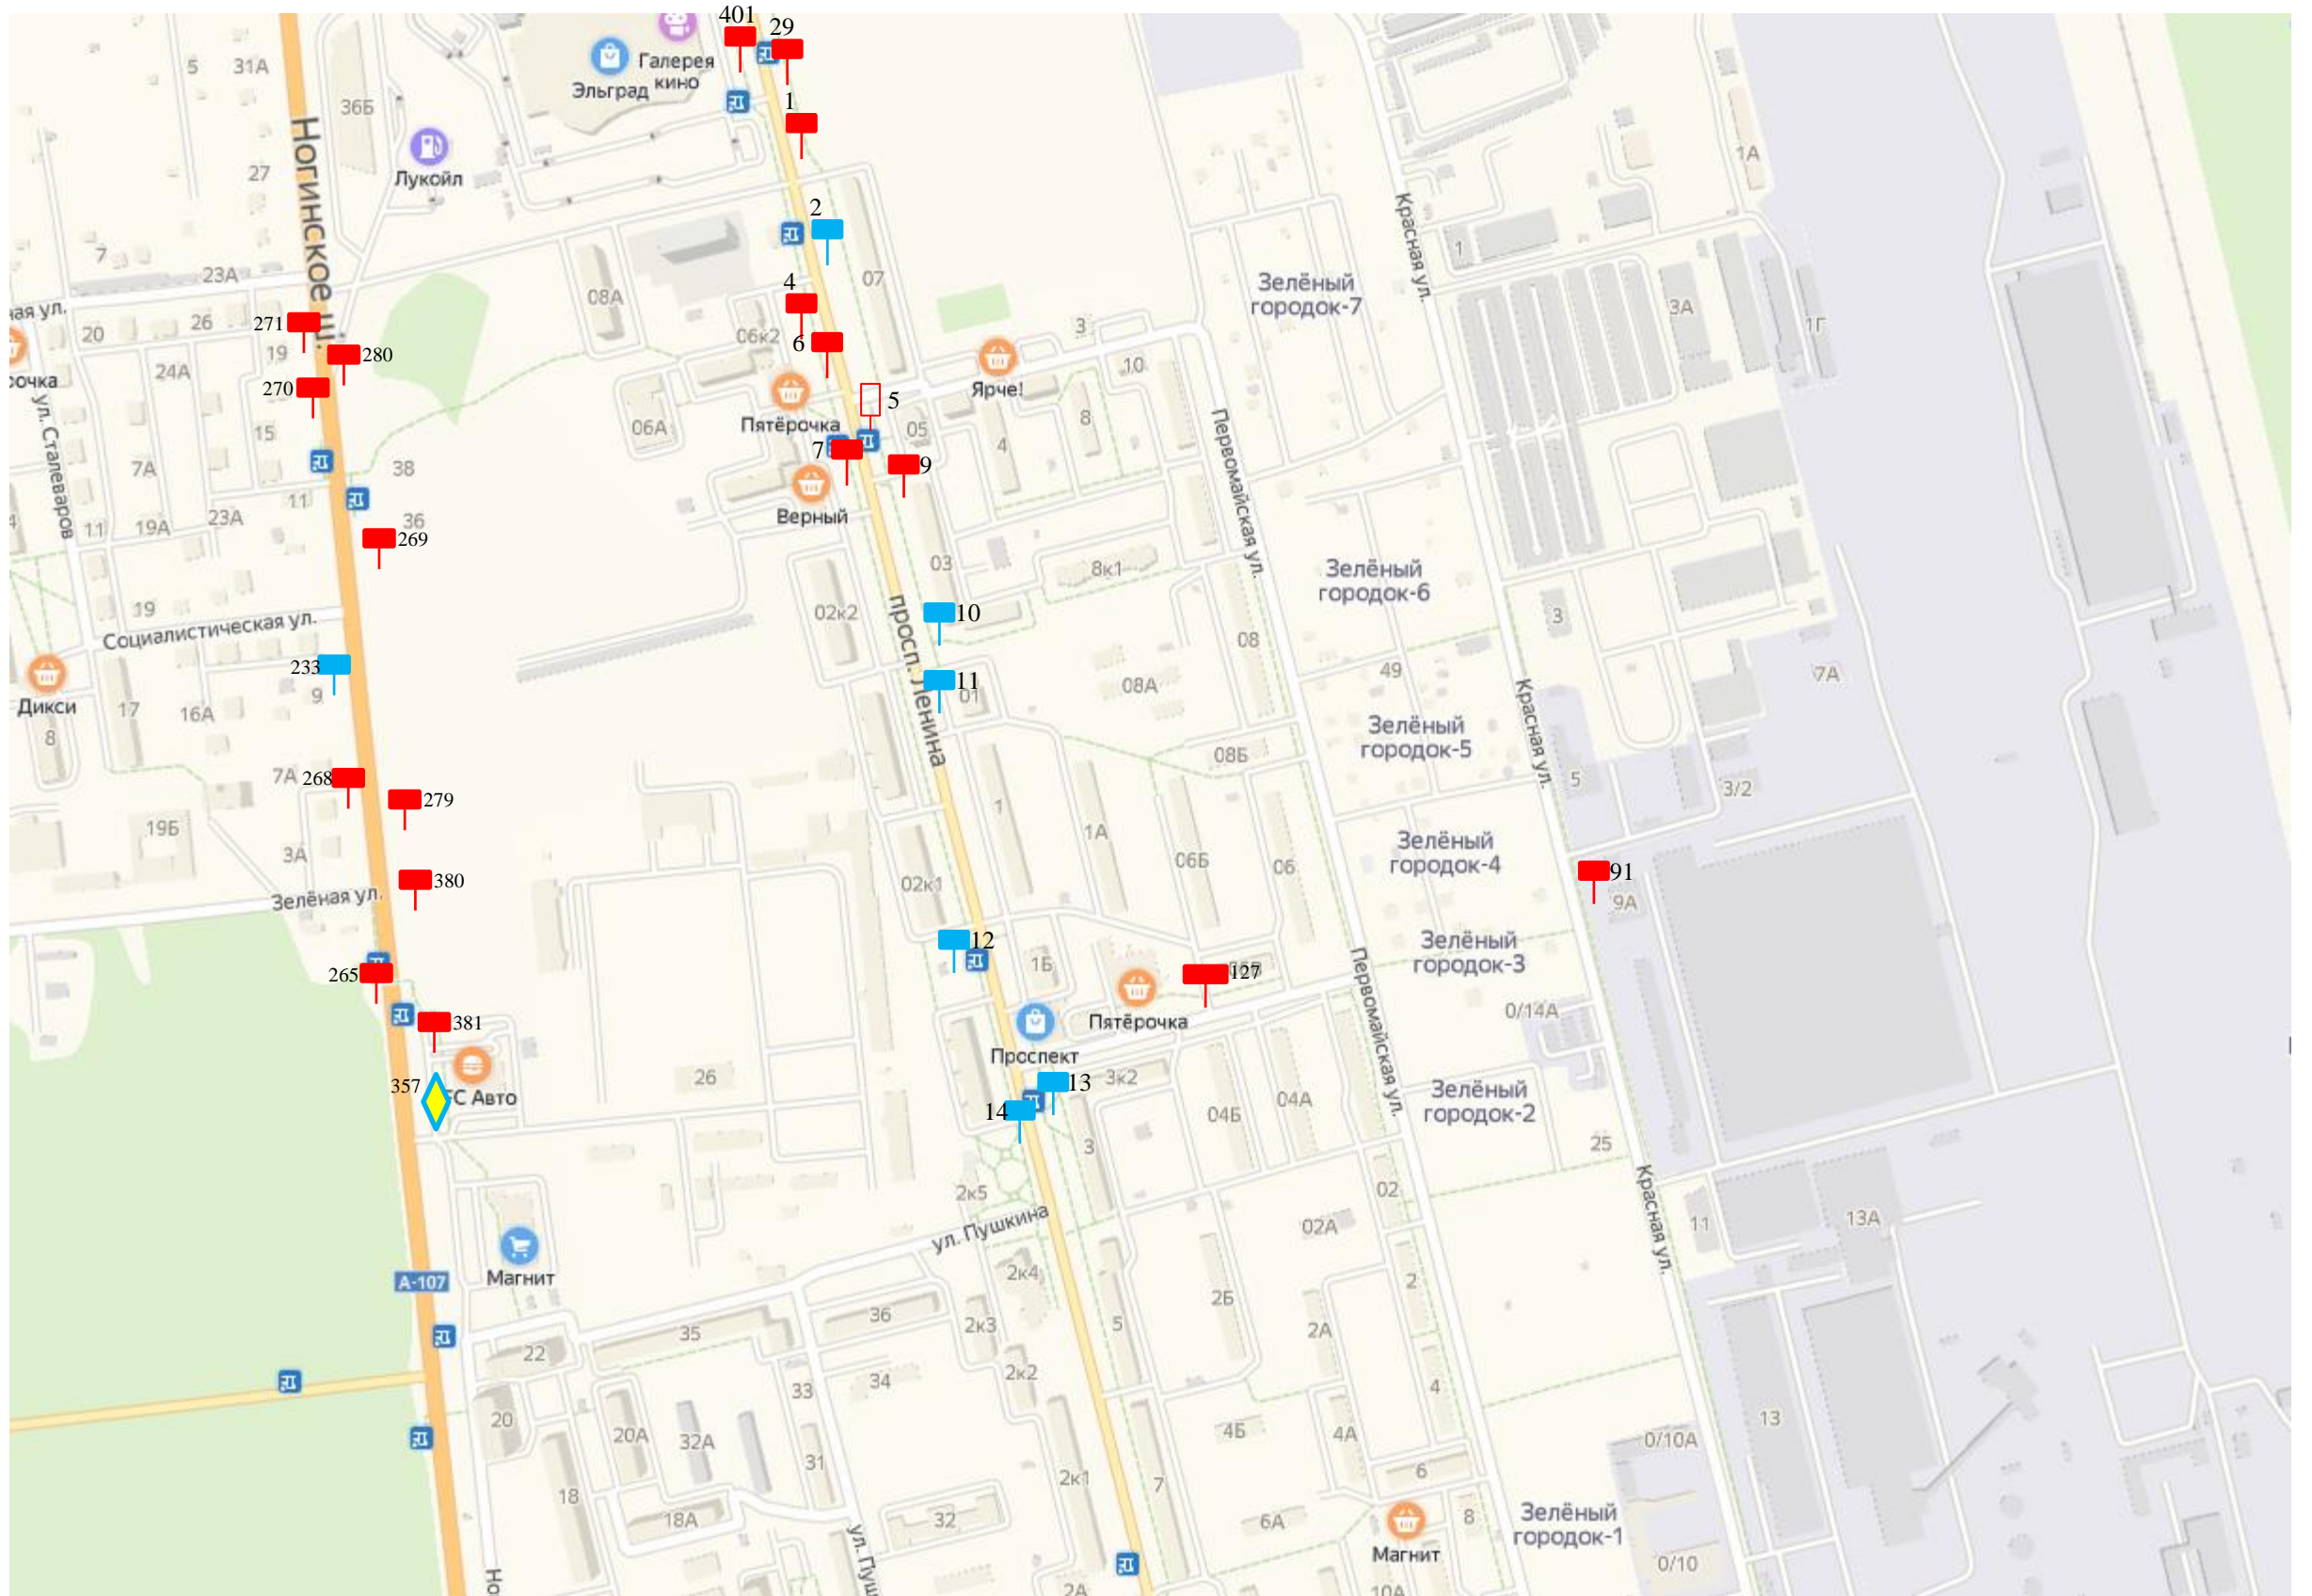 401
29
5
31А
36Б
Эльград
Галерея
кино
1
27
Лукойл
Ногинское ш.
1А
Красная ул.
2
7
23А
07
1
08А
Зелёный
городок-7
3А
1Г
4
20
26
271
19
280
06к2
6
3
24А
270
10
Ярче!
5
ул. Сталеваров
15
Пятёрочка
06А
05
4
8
7А
38
7
9
Первомайская ул.
11
11
19А
23А
36
269
Верный
03
8к1
Зелёный
городок-6
19
02к2
10
3
Социалистическая ул.
просп. Ленина
08
233
9
11
01
08А
49
7А
Дикси
17
16А
8
Зелёный
городок-5
Красная ул.
08Б
7А
268
279
5
3/2
19Б
3А
1
1А
06Б
06
Зелёный
городок-4
02к1
380
91
9А
Зелёная ул.
12
1Б
127
Зелёный
городок-3
265
381
Пятёрочка
Первомайская ул.
0/14А
Проспект
357
FC Авто
26
13
3к2
14
04Б
04А
Зелёный
городок-2
3
25
2к5
02
Красная ул.
ул. Пушкина
02А
11
13А
А-107
Магнит
2к4
2
2Б
36
2к3
5
2А
35
22
2к2
33
34
4
20
20А
32А
4Б
4А
13
0/10А
31
2к1
7
6
18
18А
32
6А
8
Зелёный
городок-1
Магнит
0/10
2А
10А